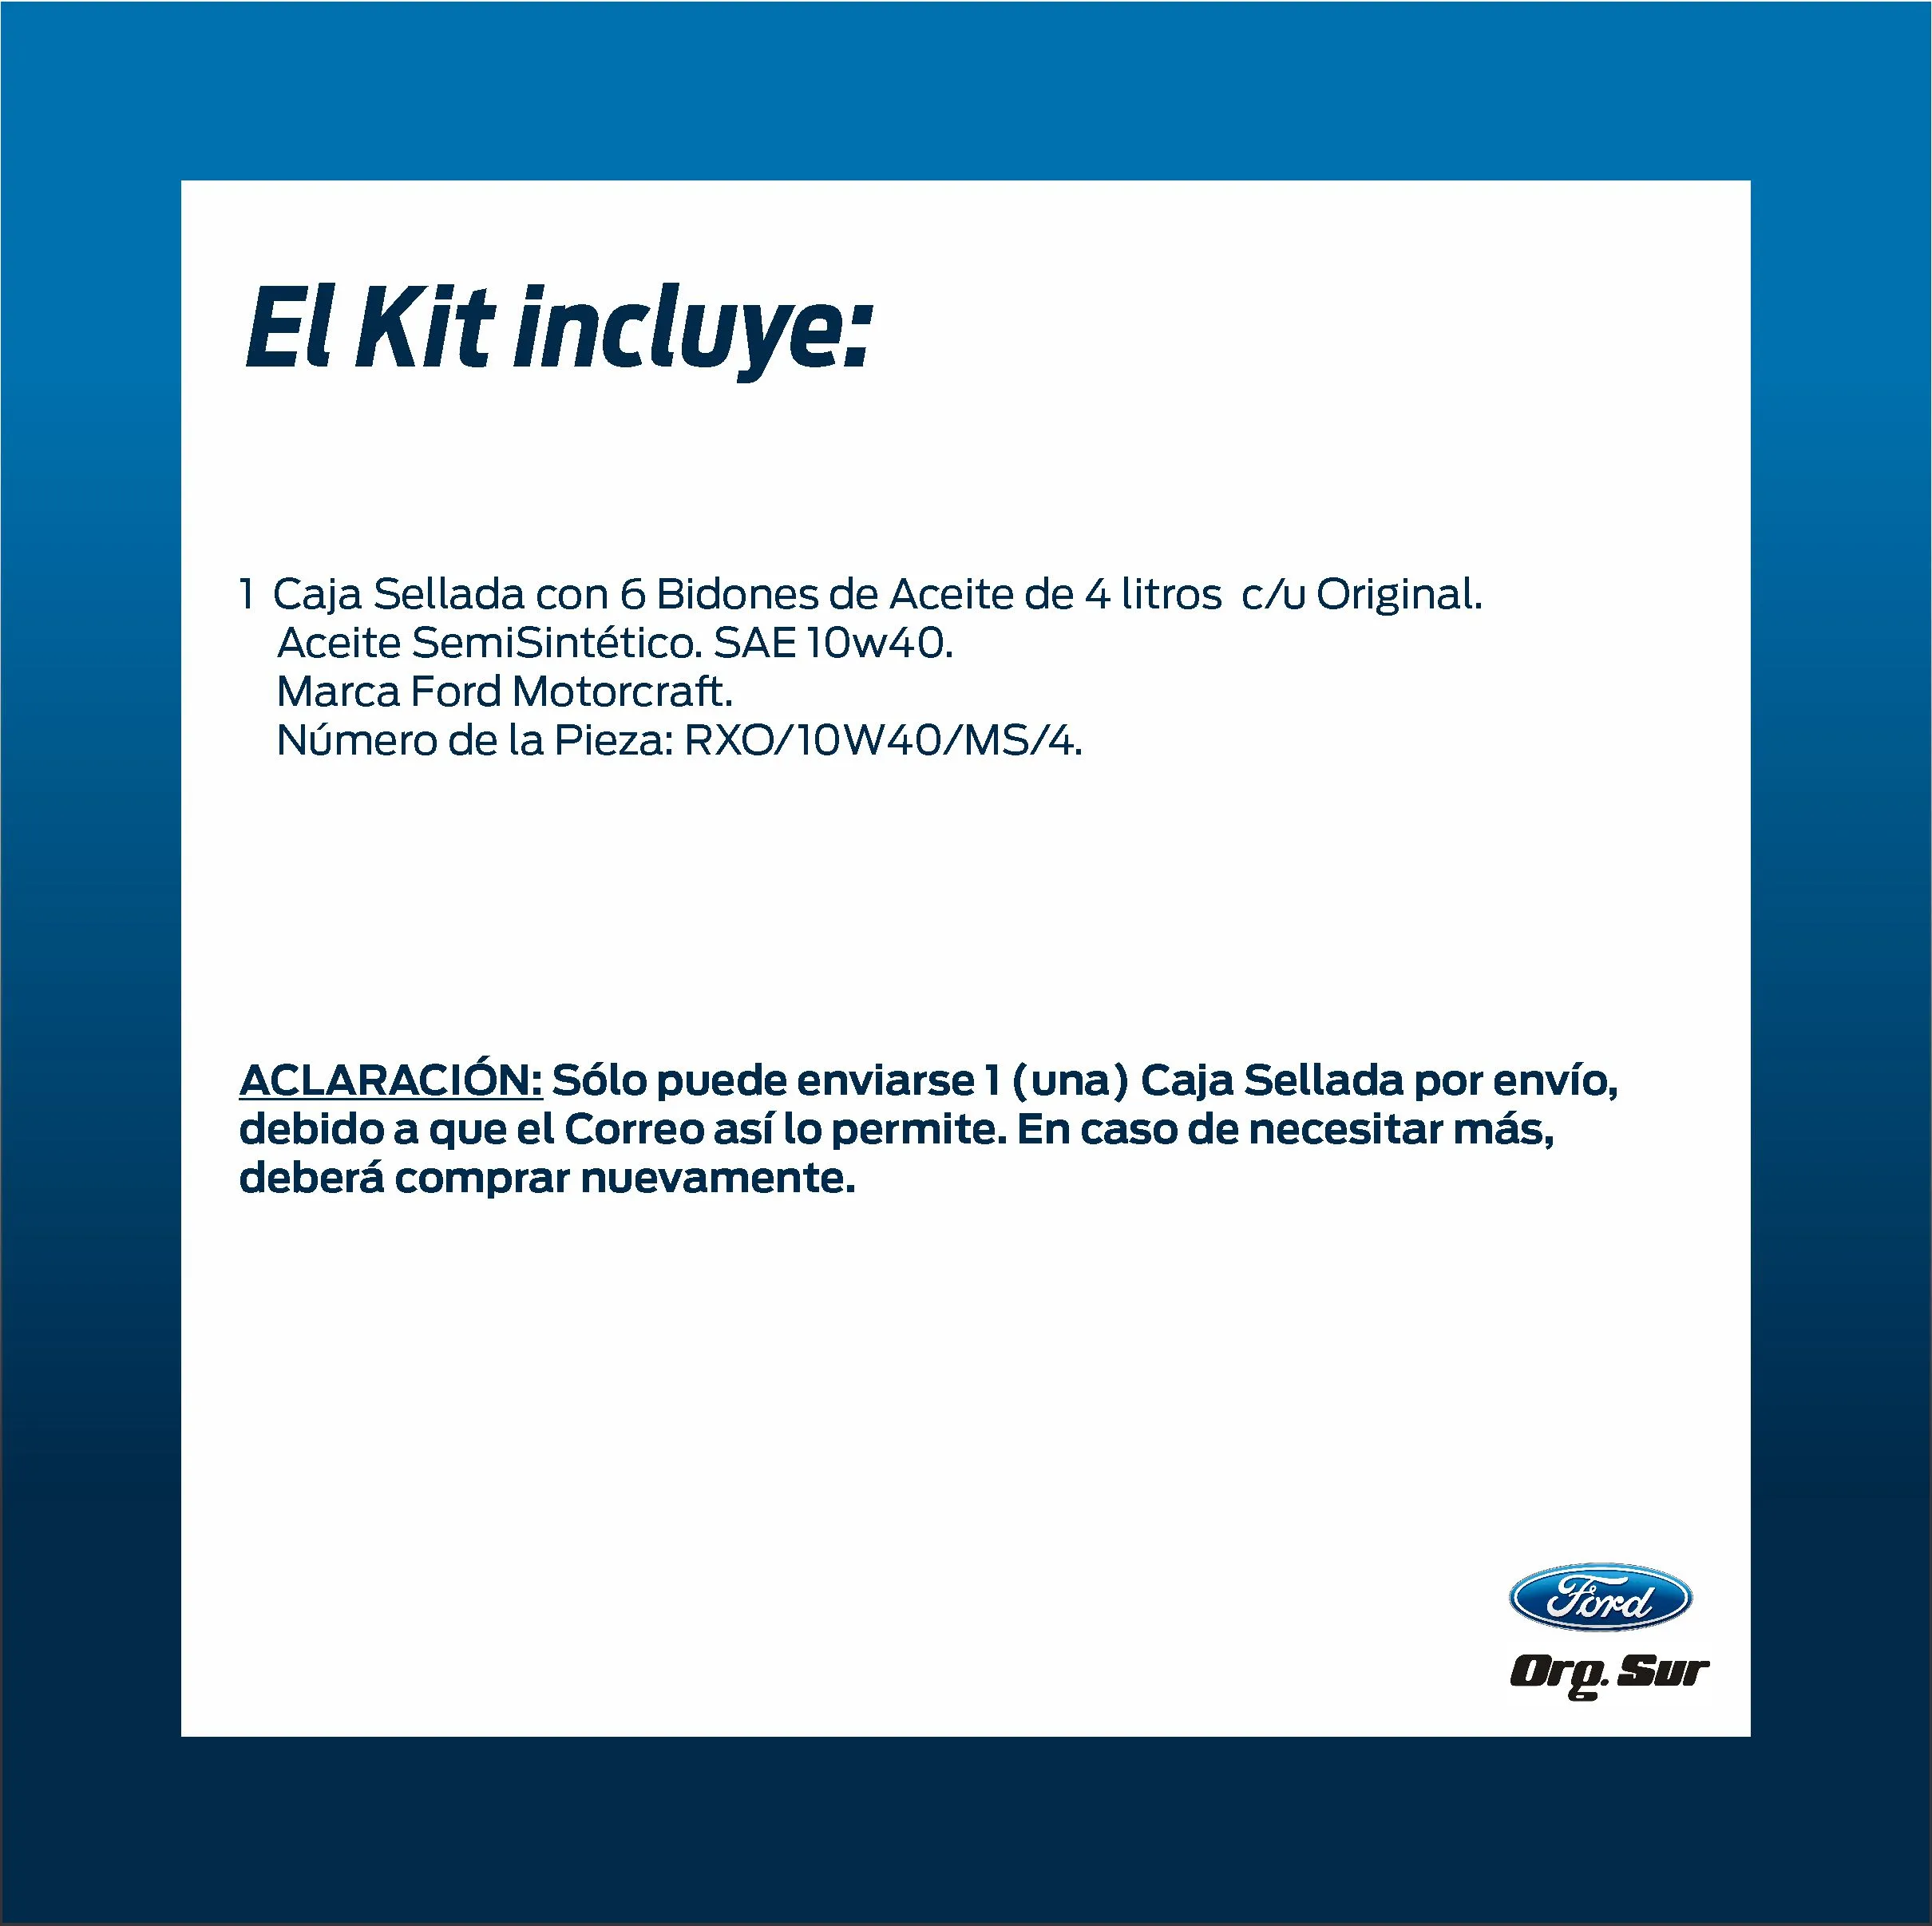 El Kit incluye:
1 Caja Sellada con 6 Bidones de Aceite de 4 litros c/u Original.
Aceite SemiSintético. SAE 10w40.
Marca Ford Motorcraft.
Número de la Pieza: RXO/10W40/MS/4.
ACLARACIÓN: Sólo puede enviarse 1 (una) Caja Sellada por envío,
debido a que el Correo así lo permite. En caso de necesitar más,
deberá comprar nuevamente.
Ford
Org. Sur